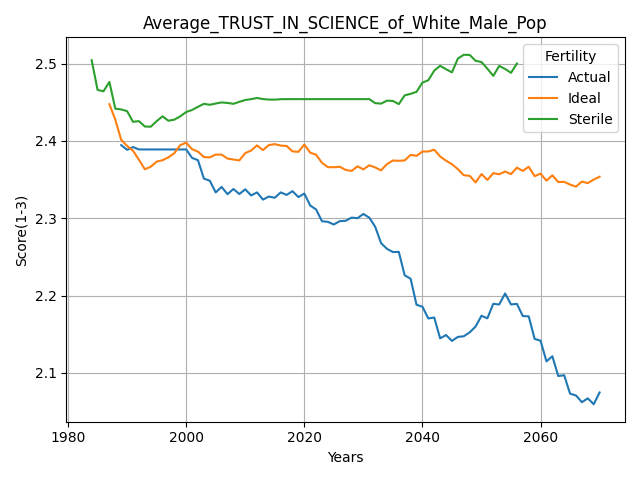 Average_TRUST_IN_SCIENCE_of_White_Male_Pop
Fertility
Actual
Ideal
Sterile
Score(1-3)
2.5
2.4
2.3
2.2
2.1
1980
2000
2020
2040
2060
Years